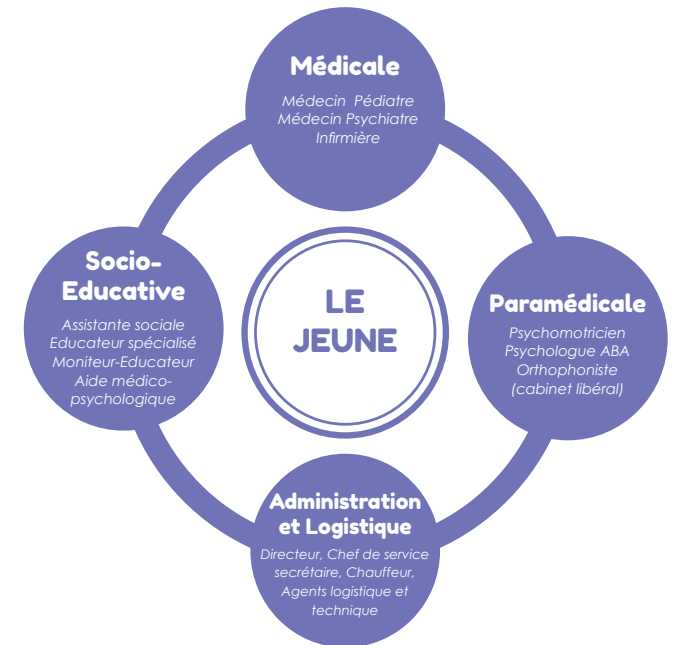 Médicale
Médecin Pédiatre
Médecin Psychiatre
Infirmière
Socio-
Educative
Assistante sociale
Educateur spécialisé
Moniteur-Educateur
Aide médico-
psychologique
LE
JEUNE
Paramédicale
Psychomotricien
Psychologue ABA
Orthophoniste
(cabinet libéral)
Administration
et Logistique
Directeur, Chef de service
secrétaire, Chauffeur,
Agents logistique et
technique